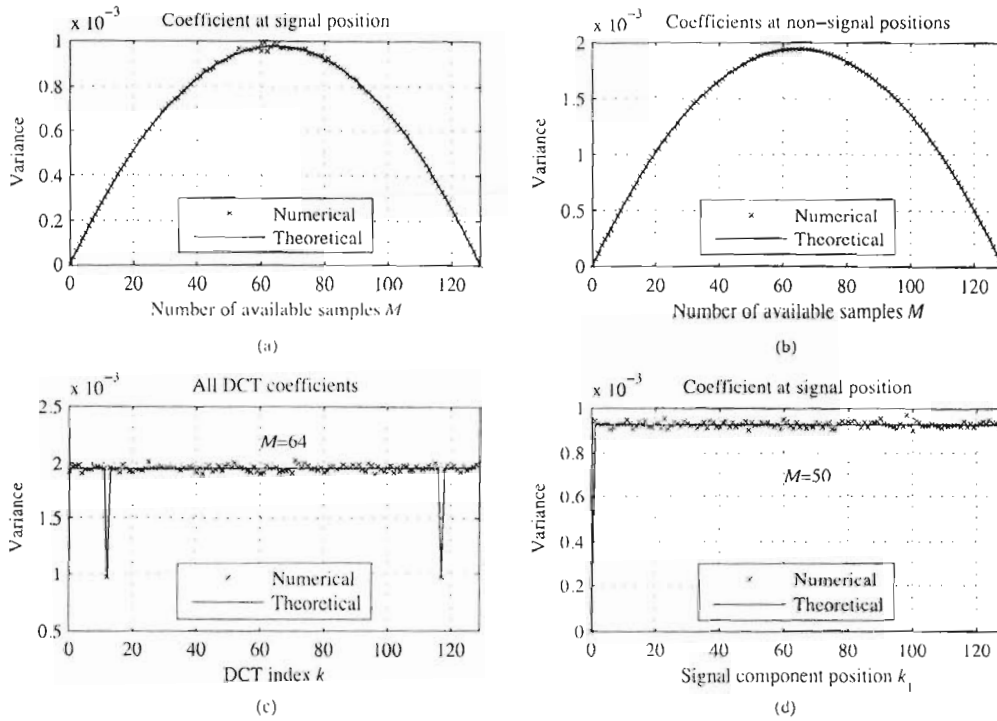 x 10⁻³ Coefficient at signal position
1
0.8
0.6
0.4
0.2
0
Variance
Numerical
Theoretical
0 20 40 60 80 100 120
Number of available samples M
(a)
x 10⁻³ Coefficients at non-signal positions
2
1.5
1
0.5
0
Variance
Numerical
Theoretical
0 20 40 60 80 100 120
Number of available samples M
(b)
x 10⁻³ All DCT coefficients
2.5
2
1.5
1
0.5
Variance
M=64
Numerical
Theoretical
0 20 40 60 80 100 120
DCT index k
(c)
x 10⁻³ Coefficient at signal position
1
0.8
0.6
0.4
0.2
0
Variance
M=50
Numerical
Theoretical
0 20 40 60 80 100 120
Signal component position k₁
(d)